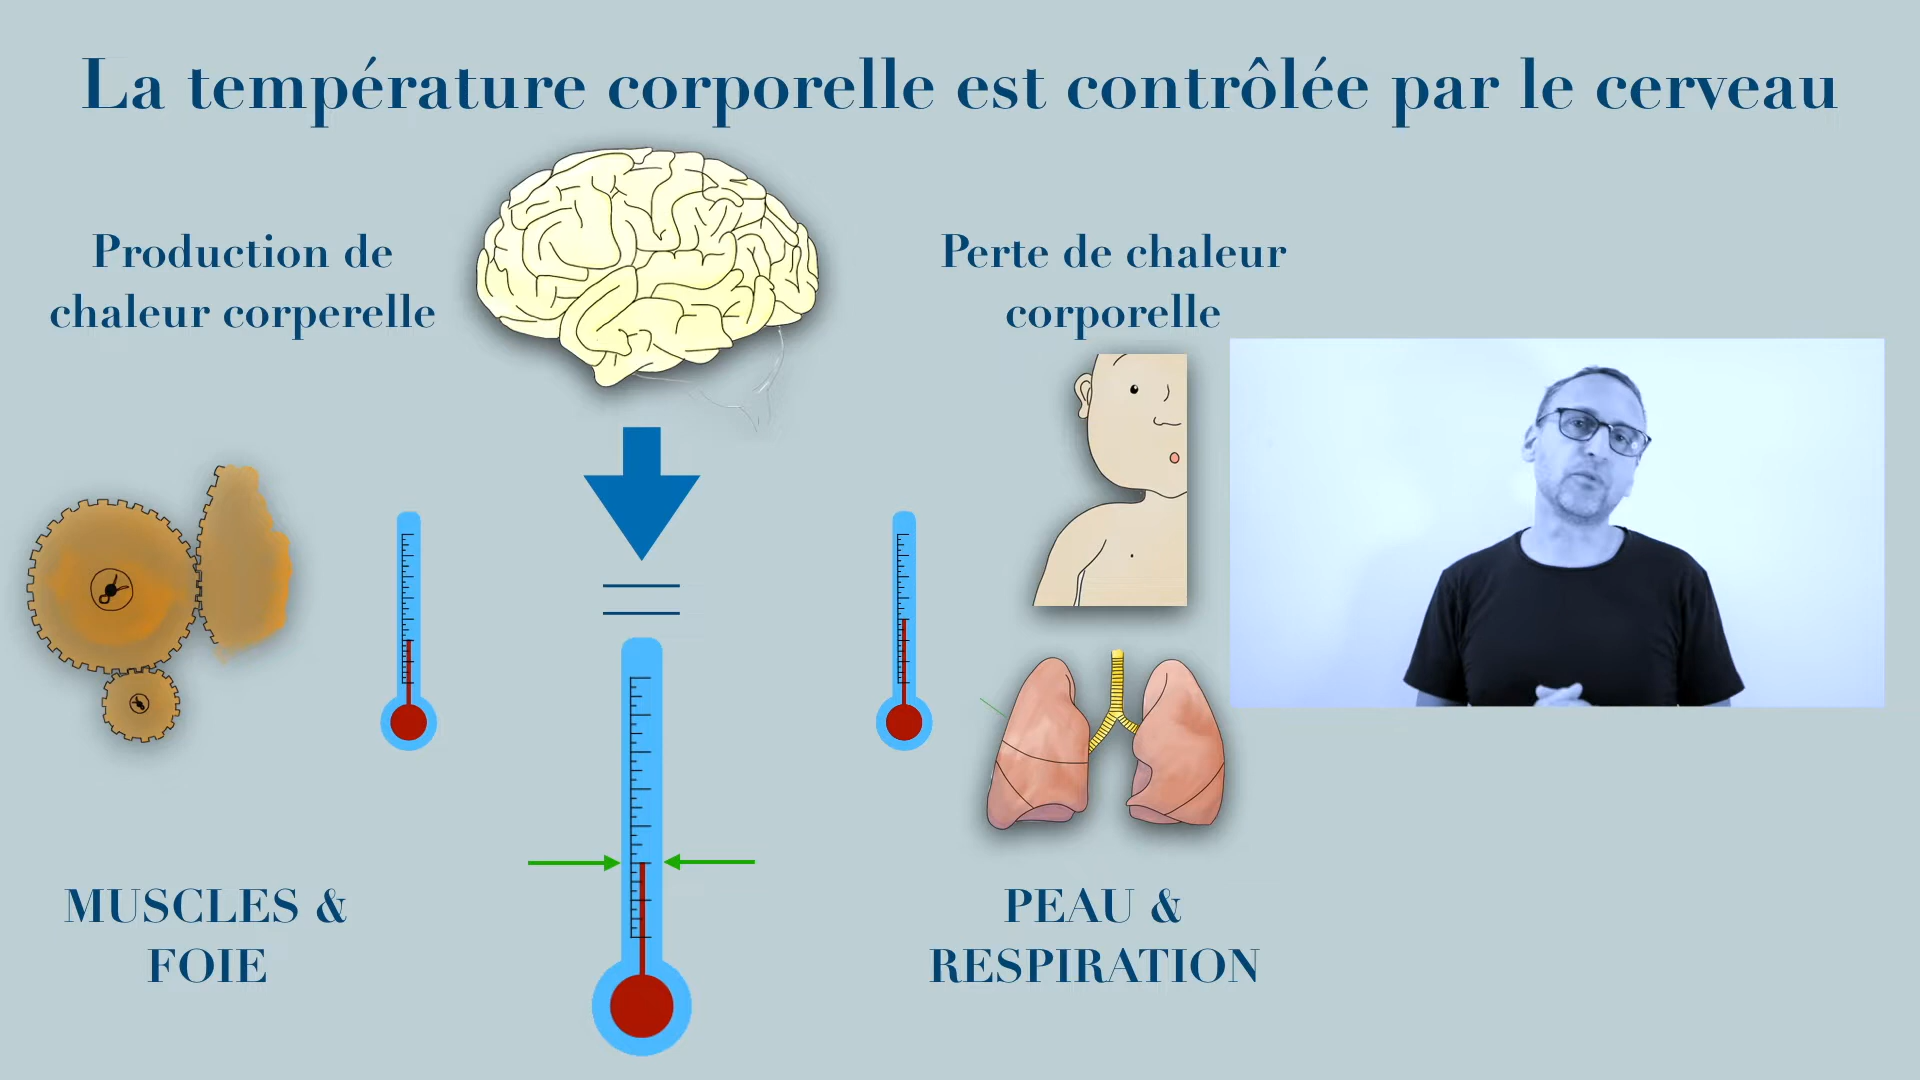 La température corporelle est contrôlée par le cerveau
Production de
chaleur corperelle
Perte de chaleur
corporelle
MUSCLES &
FOIE
PEAU &
RESPIRATION